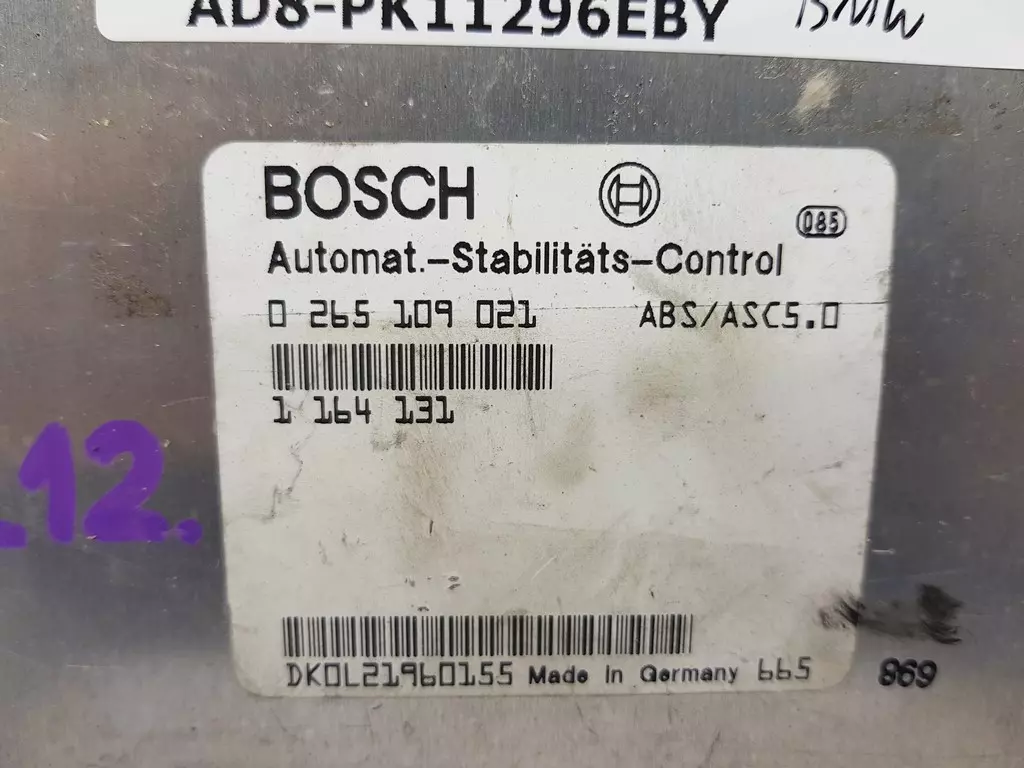 AD8-PK11296EBY BMW
BOSCH
085
Automat.-Stabilitäts-Control
0 265 109 021 ABS/ASC5.0
1 164 131
12.
DK0L21960155 Made in Germany 665
869